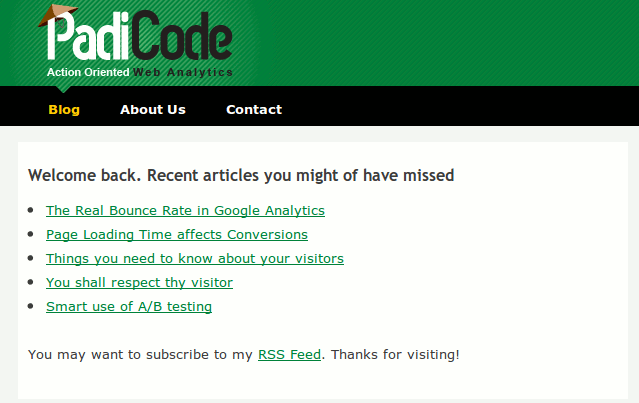 PadiCode
Action Oriented Web Analytics
Blog About Us Contact
Welcome back. Recent articles you might of have missed
The Real Bounce Rate in Google Analytics
Page Loading Time affects Conversions
Things you need to know about your visitors
You shall respect thy visitor
Smart use of A/B testing
You may want to subscribe to my RSS Feed. Thanks for visiting!